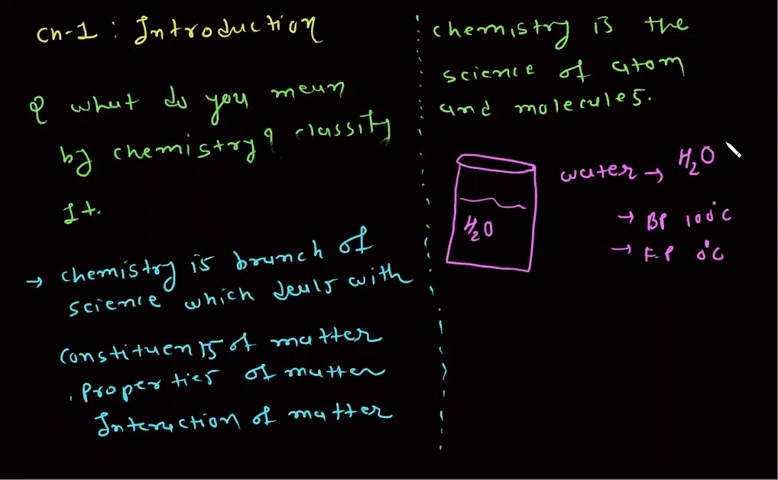 Ch-1 : Introduction
Q what do you mean
by chemistry? classify
It.
→ chemistry is branch of
science which deals with
constituents of matter
. Properties of matter
Interaction of matter
chemistry is the
science of atom
and molecules.
water → H2O
H2O
→ BP 100°C
→ F.P 0°C